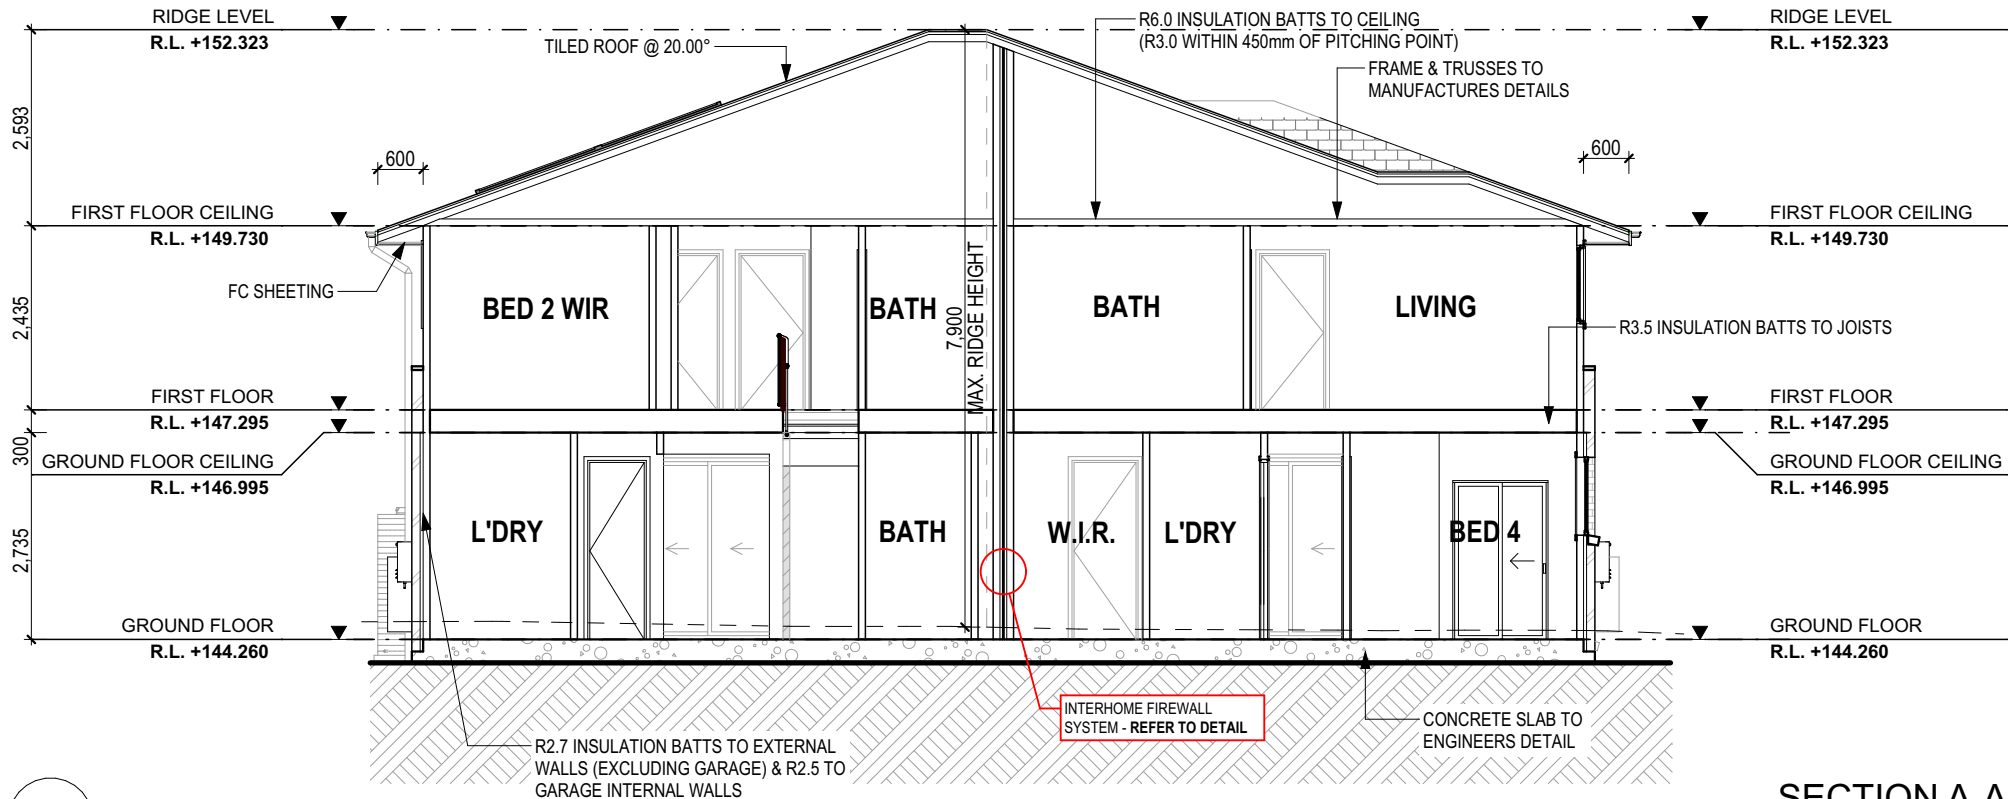 RIDGE LEVEL
R.L. +152.323
TILED ROOF @ 20.00°
R6.0 INSULATION BATTS TO CEILING
(R3.0 WITHIN 450mm OF PITCHING POINT)
FRAME & TRUSSES TO
MANUFACTURES DETAILS
RIDGE LEVEL
R.L. +152.323
2,593
600
600
FIRST FLOOR CEILING
R.L. +149.730
FIRST FLOOR CEILING
R.L. +149.730
FC SHEETING
2,435
BED 2 WIR
BATH
7,900
MAX. RIDGE HEIGHT
BATH
LIVING
R3.5 INSULATION BATTS TO JOISTS
FIRST FLOOR
R.L. +147.295
FIRST FLOOR
R.L. +147.295
300
GROUND FLOOR CEILING
R.L. +146.995
GROUND FLOOR CEILING
R.L. +146.995
2,735
L'DRY
BATH
W.I.R.
L'DRY
BED 4
GROUND FLOOR
R.L. +144.260
GROUND FLOOR
R.L. +144.260
INTERHOME FIREWALL
SYSTEM - REFER TO DETAIL
CONCRETE SLAB TO
ENGINEERS DETAIL
R2.7 INSULATION BATTS TO EXTERNAL
WALLS (EXCLUDING GARAGE) & R2.5 TO
GARAGE INTERNAL WALLS
SECTION A-A